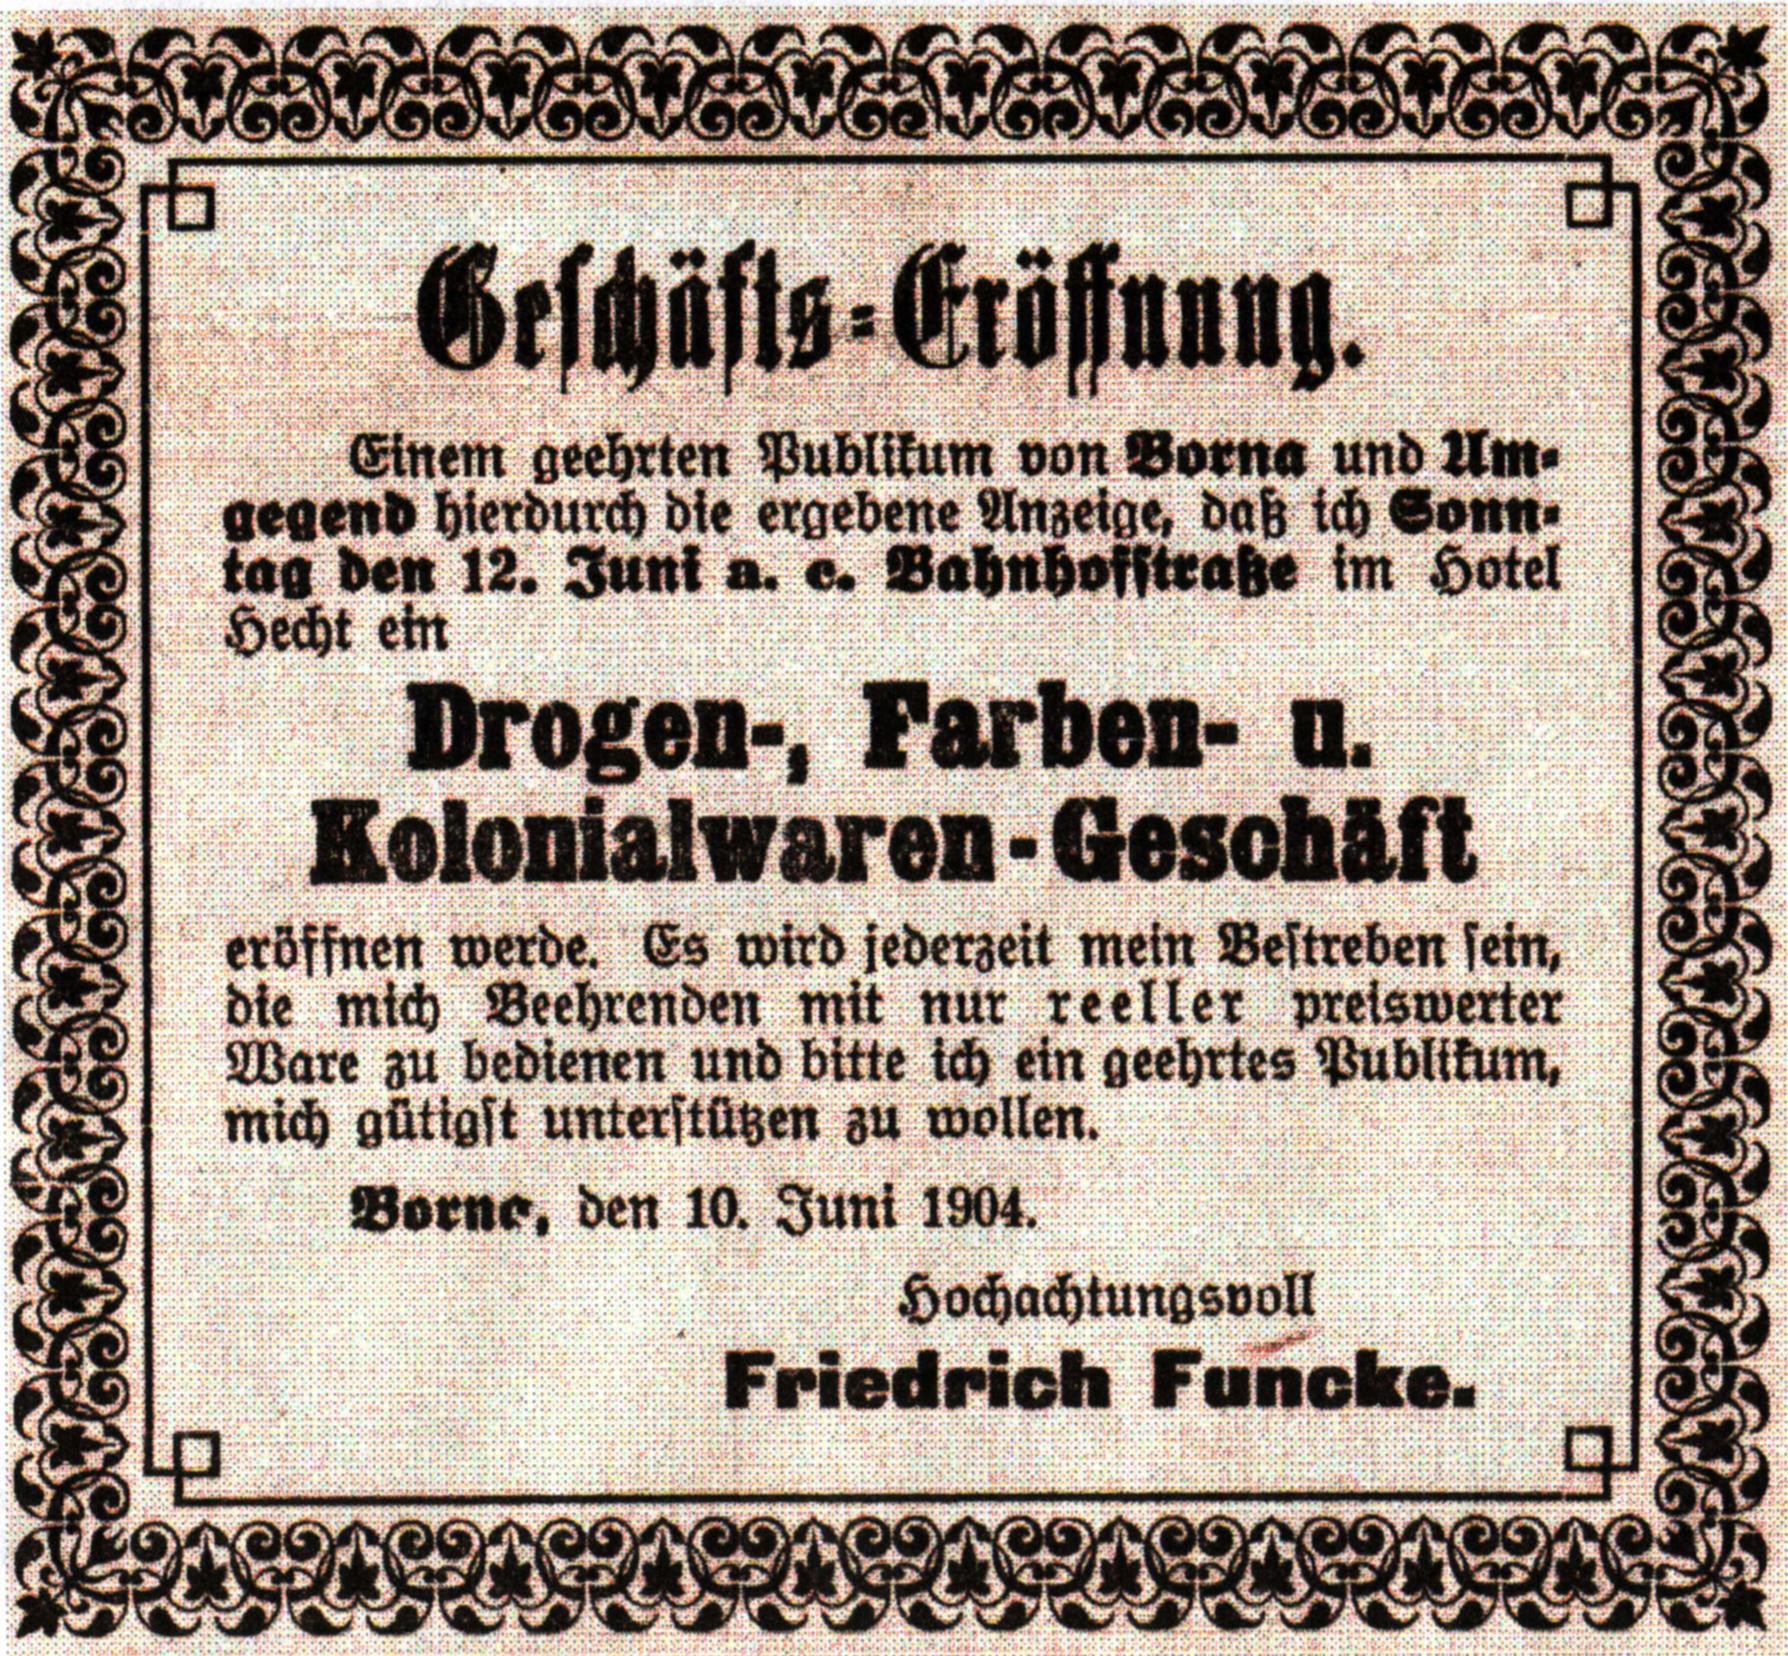 Geschäfts-Eröffnung.
Einem geehrten Publikum von Borna und Um-
gegend hierdurch die ergebene Anzeige, daß ich Sonn-
tag den 12. Juni a. c. Bahnhofstraße im Hotel
Hecht ein
Drogen-, Farben- u.
Kolonialwaren-Geschäft
eröffnen werde. Es wird jederzeit mein Bestreben sein,
die mich Beehrenden mit nur reeller preiswerter
Ware zu bedienen und bitte ich ein geehrtes Publikum,
mich gütigst unterstützen zu wollen.
Borna, den 10. Juni 1904.
Hochachtungsvoll
Friedrich Funcke.